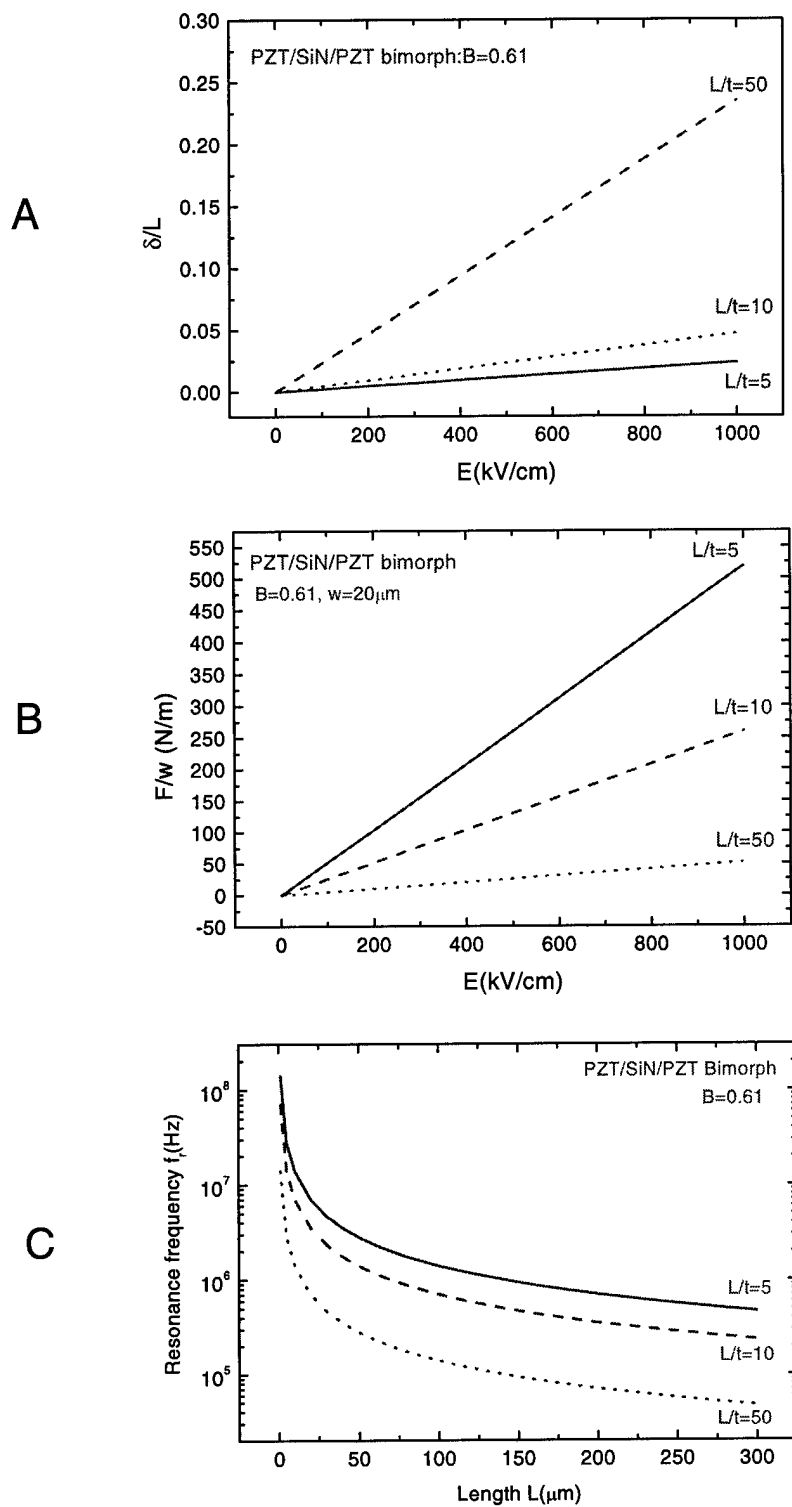 A
PZT/SiN/PZT bimorph:B=0.61
L/t=50
L/t=10
L/t=5
0.30
0.25
0.20
0.15
0.10
0.05
0.00
δ/L
0 200 400 600 800 1000
E(kV/cm)
B
PZT/SiN/PZT bimorph
B=0.61, w=20μm
L/t=5
L/t=10
L/t=50
550
500
450
400
350
300
250
200
150
100
50
0
-50
F/w (N/m)
0 200 400 600 800 1000
E(kV/cm)
C
PZT/SiN/PZT Bimorph
B=0.61
L/t=5
L/t=10
L/t=50
10⁸
10⁷
10⁶
10⁵
Resonance frequency fᵣ(Hz)
0 50 100 150 200 250 300
Length L(μm)